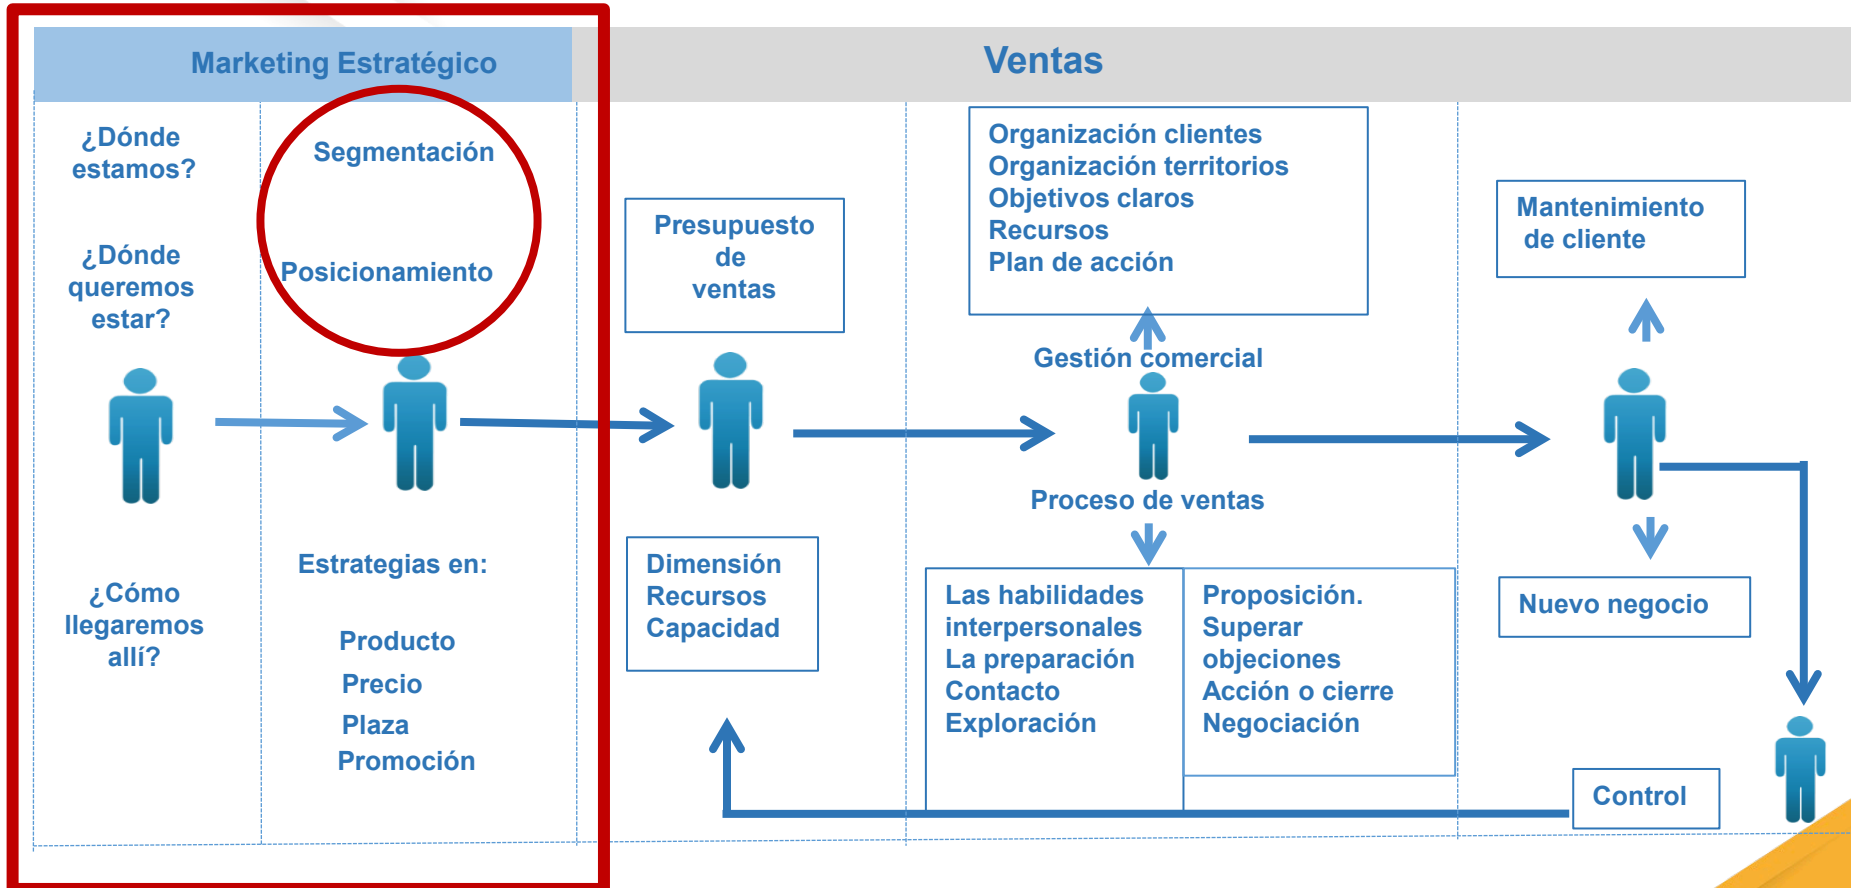 Marketing Estratégico
Ventas
¿Dónde
estamos?
¿Dónde
queremos
estar?
¿Cómo
llegaremos
allí?
Segmentación
Posicionamiento
Estrategias en:
Producto
Precio
Plaza
Promoción
Presupuesto
de
ventas
Dimensión
Recursos
Capacidad
Organización clientes
Organización territorios
Objetivos claros
Recursos
Plan de acción
Gestión comercial
Proceso de ventas
Las habilidades
interpersonales
La preparación
Contacto
Exploración
Proposición.
Superar
objeciones
Acción o cierre
Negociación
Mantenimiento
de cliente
Nuevo negocio
Control